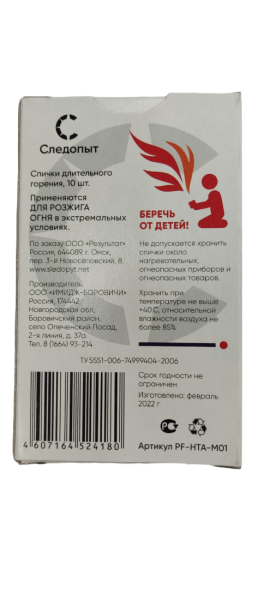 Следопыт
Спички длительного
горения, 10 шт.
Применяются
ДЛЯ РОЗЖИГА
ОГНЯ в экстремальных
условиях.
БЕРЕЧЬ
ОТ ДЕТЕЙ!
По заказу ООО «Результат»
Россия, 644089, г. Омск,
пер. 3-й Новосёловский, 8.
www.sledopyt.net
Производитель:
ООО «ИМИДЖ-БОРОВИЧИ»
Россия, 174442,
Новгородская обл,
Боровичский район,
село Опеченский Посад,
2-я линия, д. 37а.
Тел. 8 (1664) 93-214
Не допускается хранить
спички около
нагревательных,
огнеопасных приборов и
огнеопасных товаров.
Хранить при
температуре не выше
+40.С, относительности
влажности воздуха не
более 85%
ТУ 5551-006-74999404-2006
Срок годности не
ограничен
Изготовлено: февраль
2022 г
4 607164 524180
Артикул PF-HTA-M01